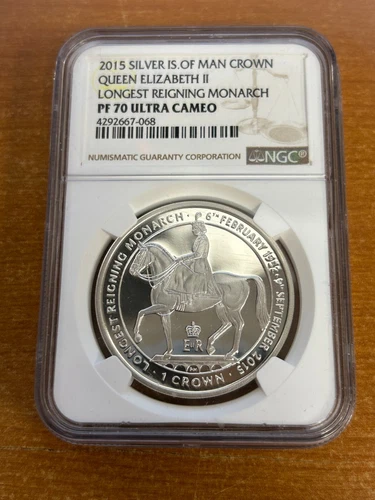 2015 SILVER IS.OF MAN CROWN
QUEEN ELIZABETH II
LONGEST REIGNING MONARCH
PF 70 ULTRA CAMEO
4292667-068
NUMISMATIC GUARANTY CORPORATION
NGC®
LONGEST REIGNING MONARCH · 6TH FEBRUARY 1952 - 9TH SEPTEMBER 2015 ·
E R
· 1 CROWN ·